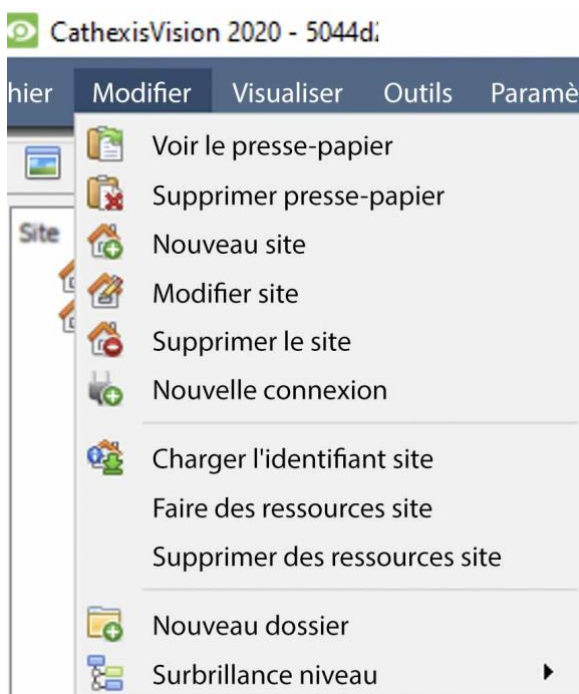 CathexisVision 2020 - 5044d
hier Modifier Visualiser Outils Paramè
Site
Voir le presse-papier
Supprimer presse-papier
Nouveau site
Modifier site
Supprimer le site
Nouvelle connexion
Charger l'identifiant site
Faire des ressources site
Supprimer des ressources site
Nouveau dossier
Surbrillance niveau